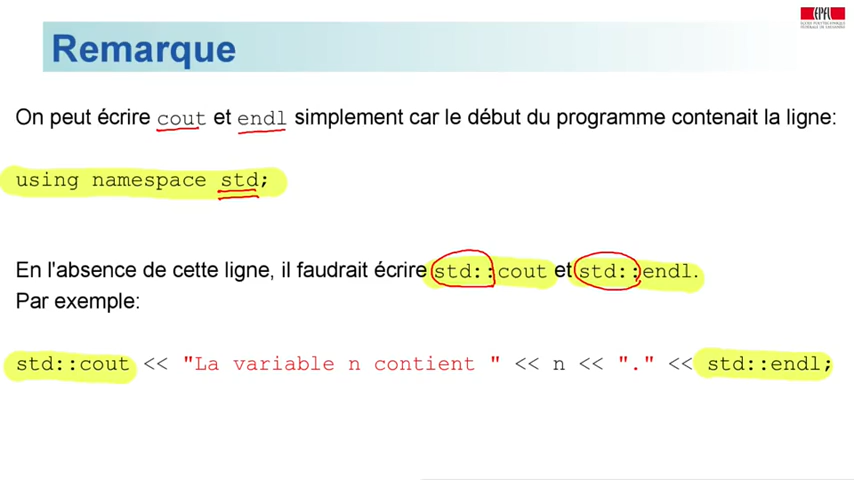 EPFL
Remarque
On peut écrire cout et endl simplement car le début du programme contenait la ligne:
using namespace std;
En l'absence de cette ligne, il faudrait écrire std::cout et std::endl.
Par exemple:
std::cout << "La variable n contient " << n << "." << std::endl;